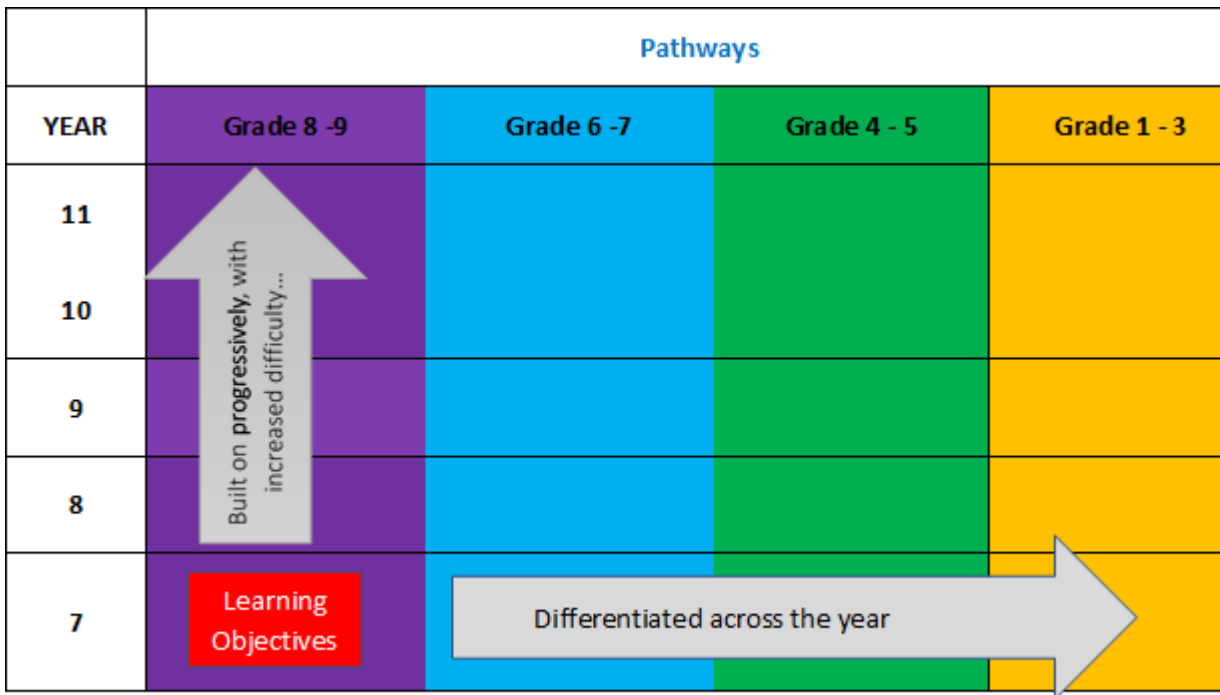 Pathways
YEAR
Grade 8 -9
Grade 6 -7
Grade 4 - 5
Grade 1 - 3
11
10
9
8
7
Built on progressively, with
increased difficulty...
Learning
Objectives
Differentiated across the year